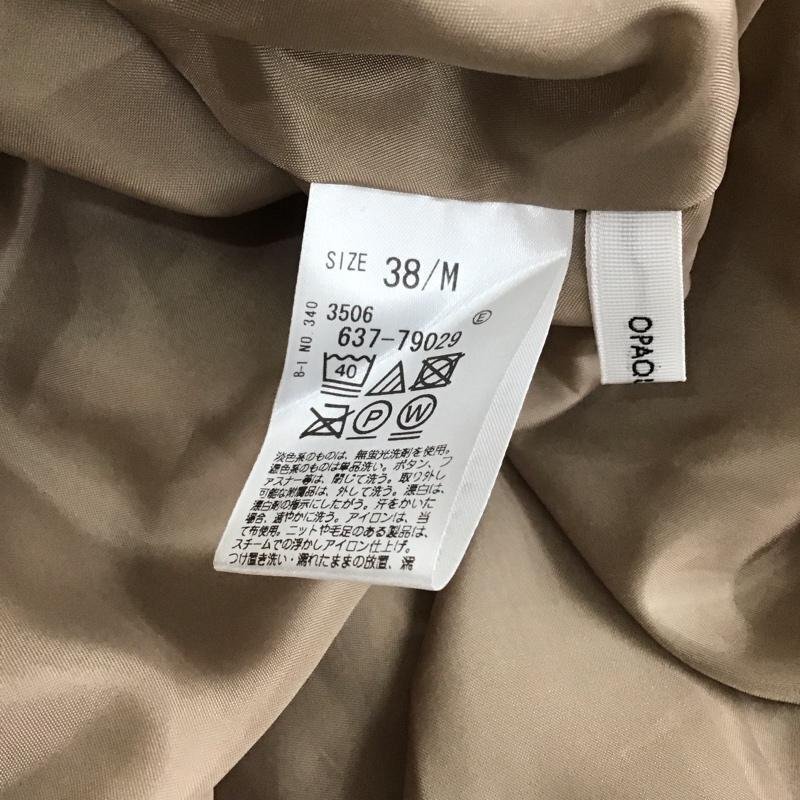 SIZE 38/M
3506
637-79029
Ⓔ
8-1 NO.340
40
P W
淡色系のものは、無蛍光洗剤を使用。
濃色系のものは単品洗い。ボタン、フ
ァスナー等は、閉じて洗う。取り外し
可能な附属品は、外して洗う。漂白は、
漂白剤の指示にしたがう。汗をかいた
場合、速やかに洗う。アイロンは、当
て布使用。ニットや毛足のある製品は、
スチームでの浮かしアイロン仕上げ。
つけ置き洗い・濡れたままの放置、濡
OPAQU